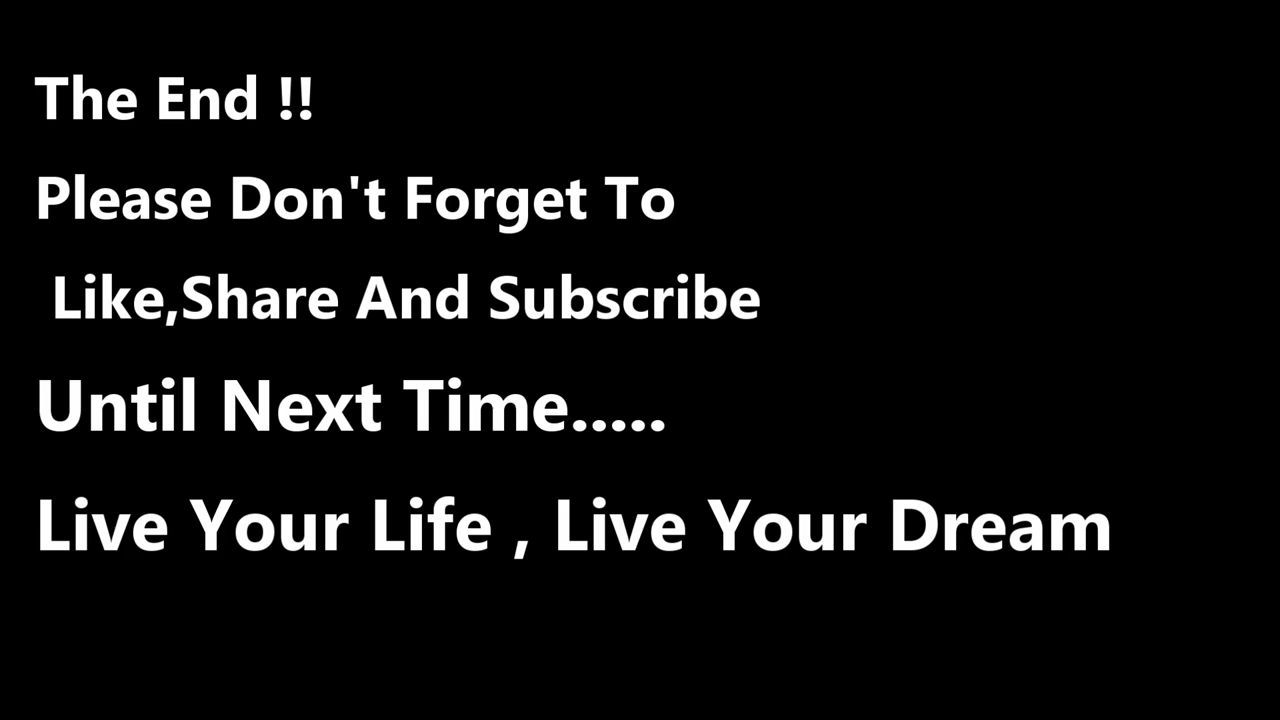 The End !!
Please Don't Forget To
Like,Share And Subscribe
Until Next Time.....
Live Your Life , Live Your Dream